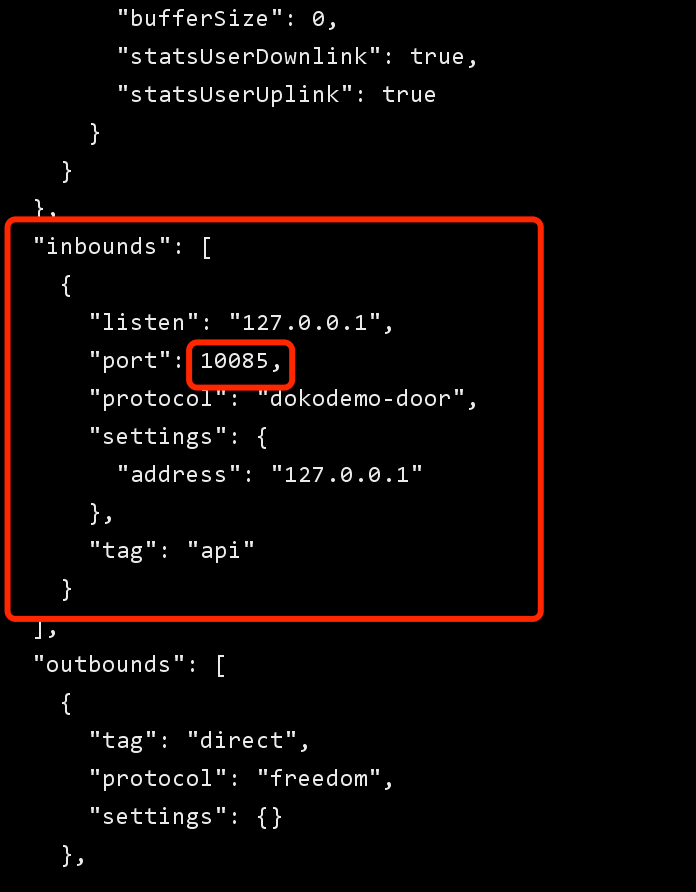 "bufferSize": 0,
"statsUserDownlink": true,
"statsUserUplink": true
}
}
},
"inbounds": [
{
"listen": "127.0.0.1",
"port": 10085,
"protocol": "dokodemo-door",
"settings": {
"address": "127.0.0.1"
},
"tag": "api"
}
],
"outbounds": [
{
"tag": "direct",
"protocol": "freedom",
"settings": {}
},